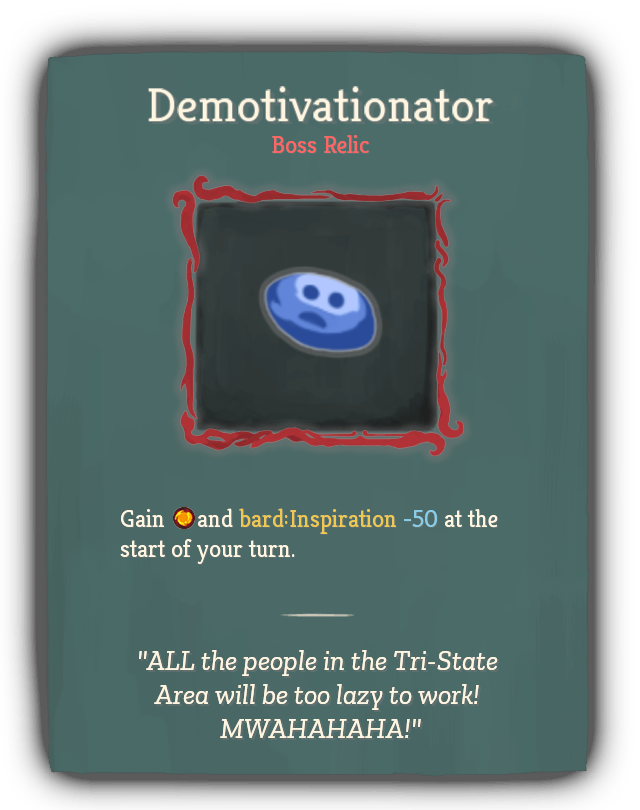 Demotivationator
Boss Relic
Gain and bard:Inspiration -50 at the
start of your turn.
"ALL the people in the Tri-State
Area will be too lazy to work!
MWAHAHAHA!"